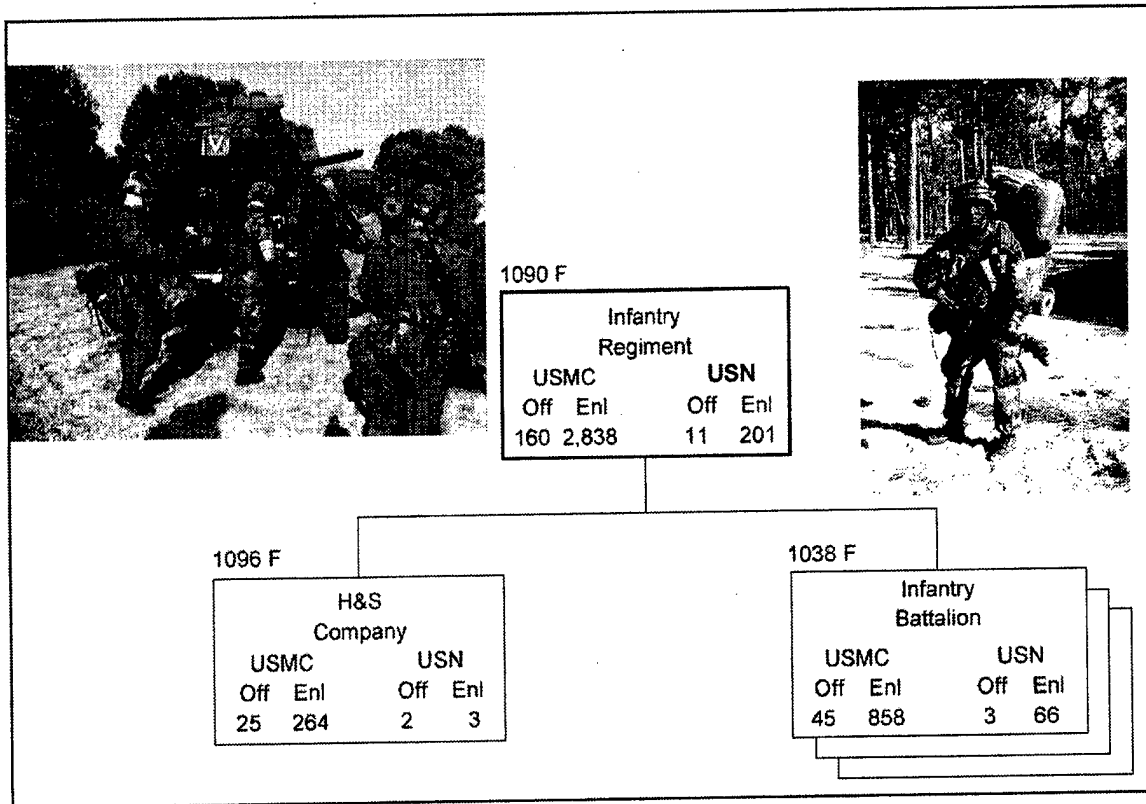 V
1090 F
Infantry
Regiment
USMC USN
Off Enl Off Enl
160 2,838 11 201
1096 F
H&S
Company
USMC USN
Off Enl Off Enl
25 264 2 3
1038 F
Infantry
Battalion
USMC USN
Off Enl Off Enl
45 858 3 66